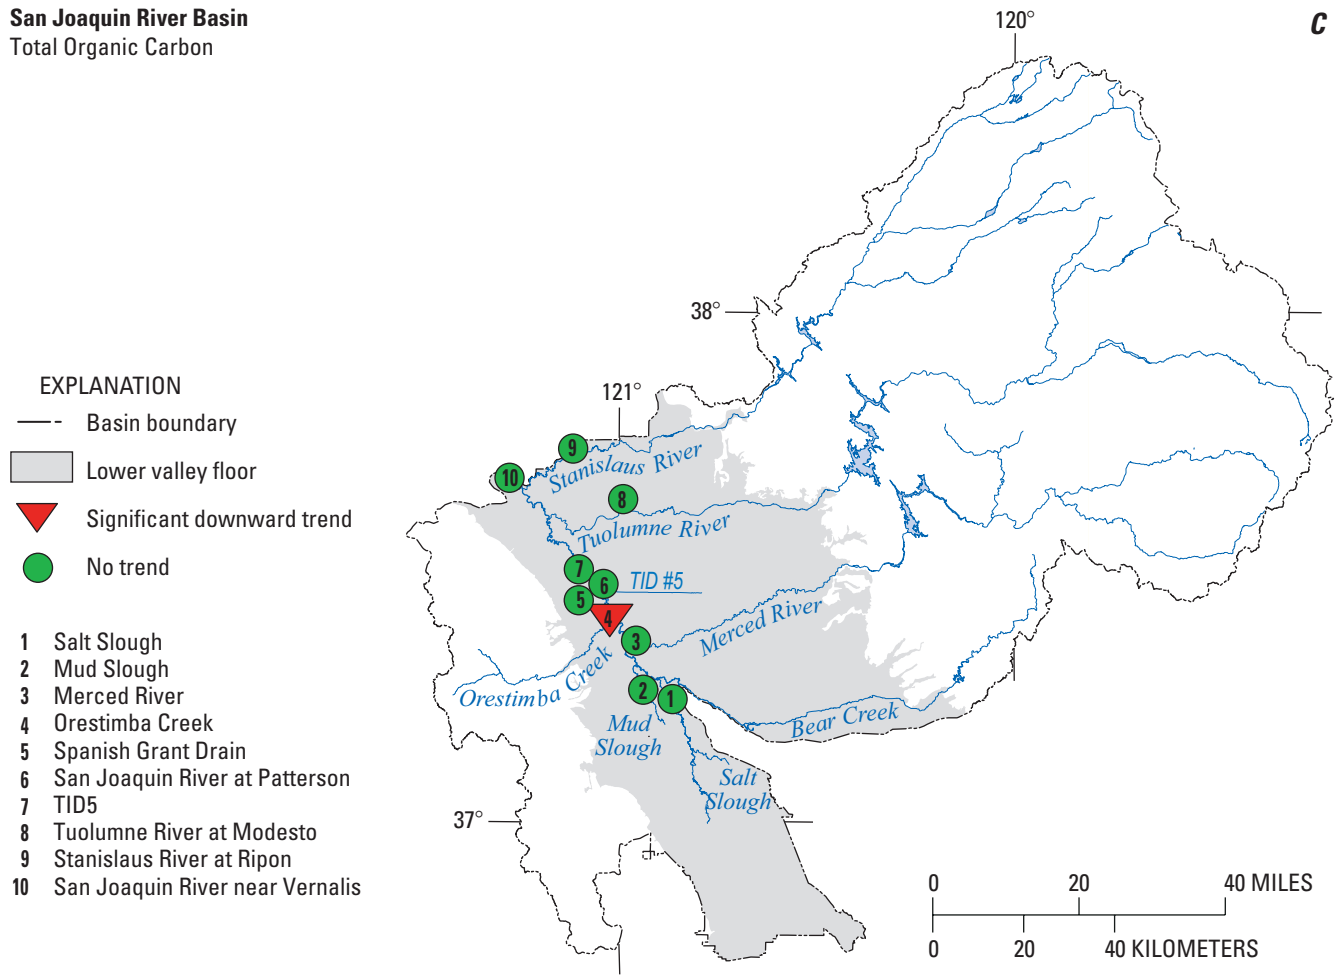 San Joaquin River Basin
Total Organic Carbon
C
120°
38°
121°
37°
EXPLANATION
Basin boundary
Lower valley floor
Significant downward trend
No trend
1 Salt Slough
2 Mud Slough
3 Merced River
4 Orestimba Creek
5 Spanish Grant Drain
6 San Joaquin River at Patterson
7 TID5
8 Tuolumne River at Modesto
9 Stanislaus River at Ripon
10 San Joaquin River near Vernalis
9
10
Stanislaus River
8
Tuolumne River
7
6
TID #5
5
4
3
Merced River
Orestimba Creek
2
1
Mud
Slough
Bear Creek
Salt
Slough
0 20 40 MILES
0 20 40 KILOMETERS